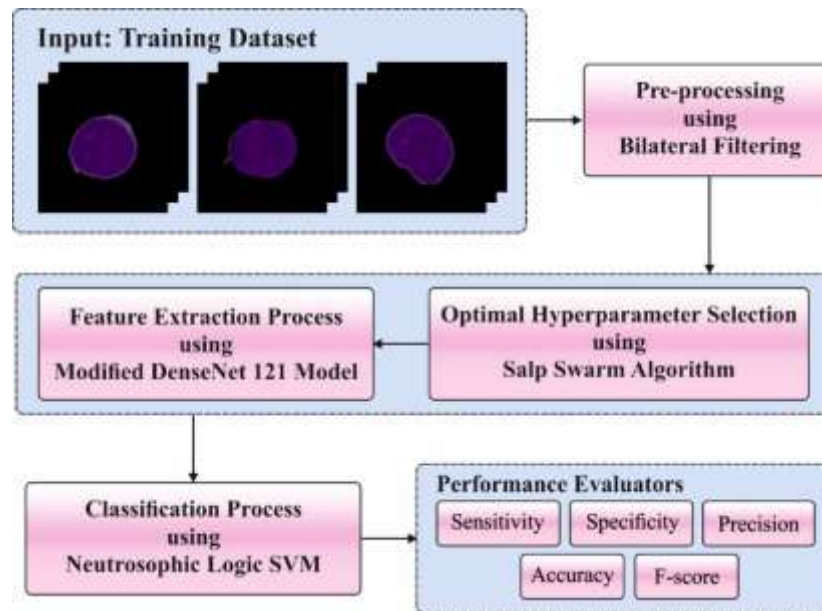 Input: Training Dataset
Pre-processing
using
Bilateral Filtering
Feature Extraction Process
using
Modified DenseNet 121 Model
Optimal Hyperparameter Selection
using
Salp Swarm Algorithm
Classification Process
using
Neutrosophic Logic SVM
Performance Evaluators
Sensitivity
Specificity
Precision
Accuracy
F-score